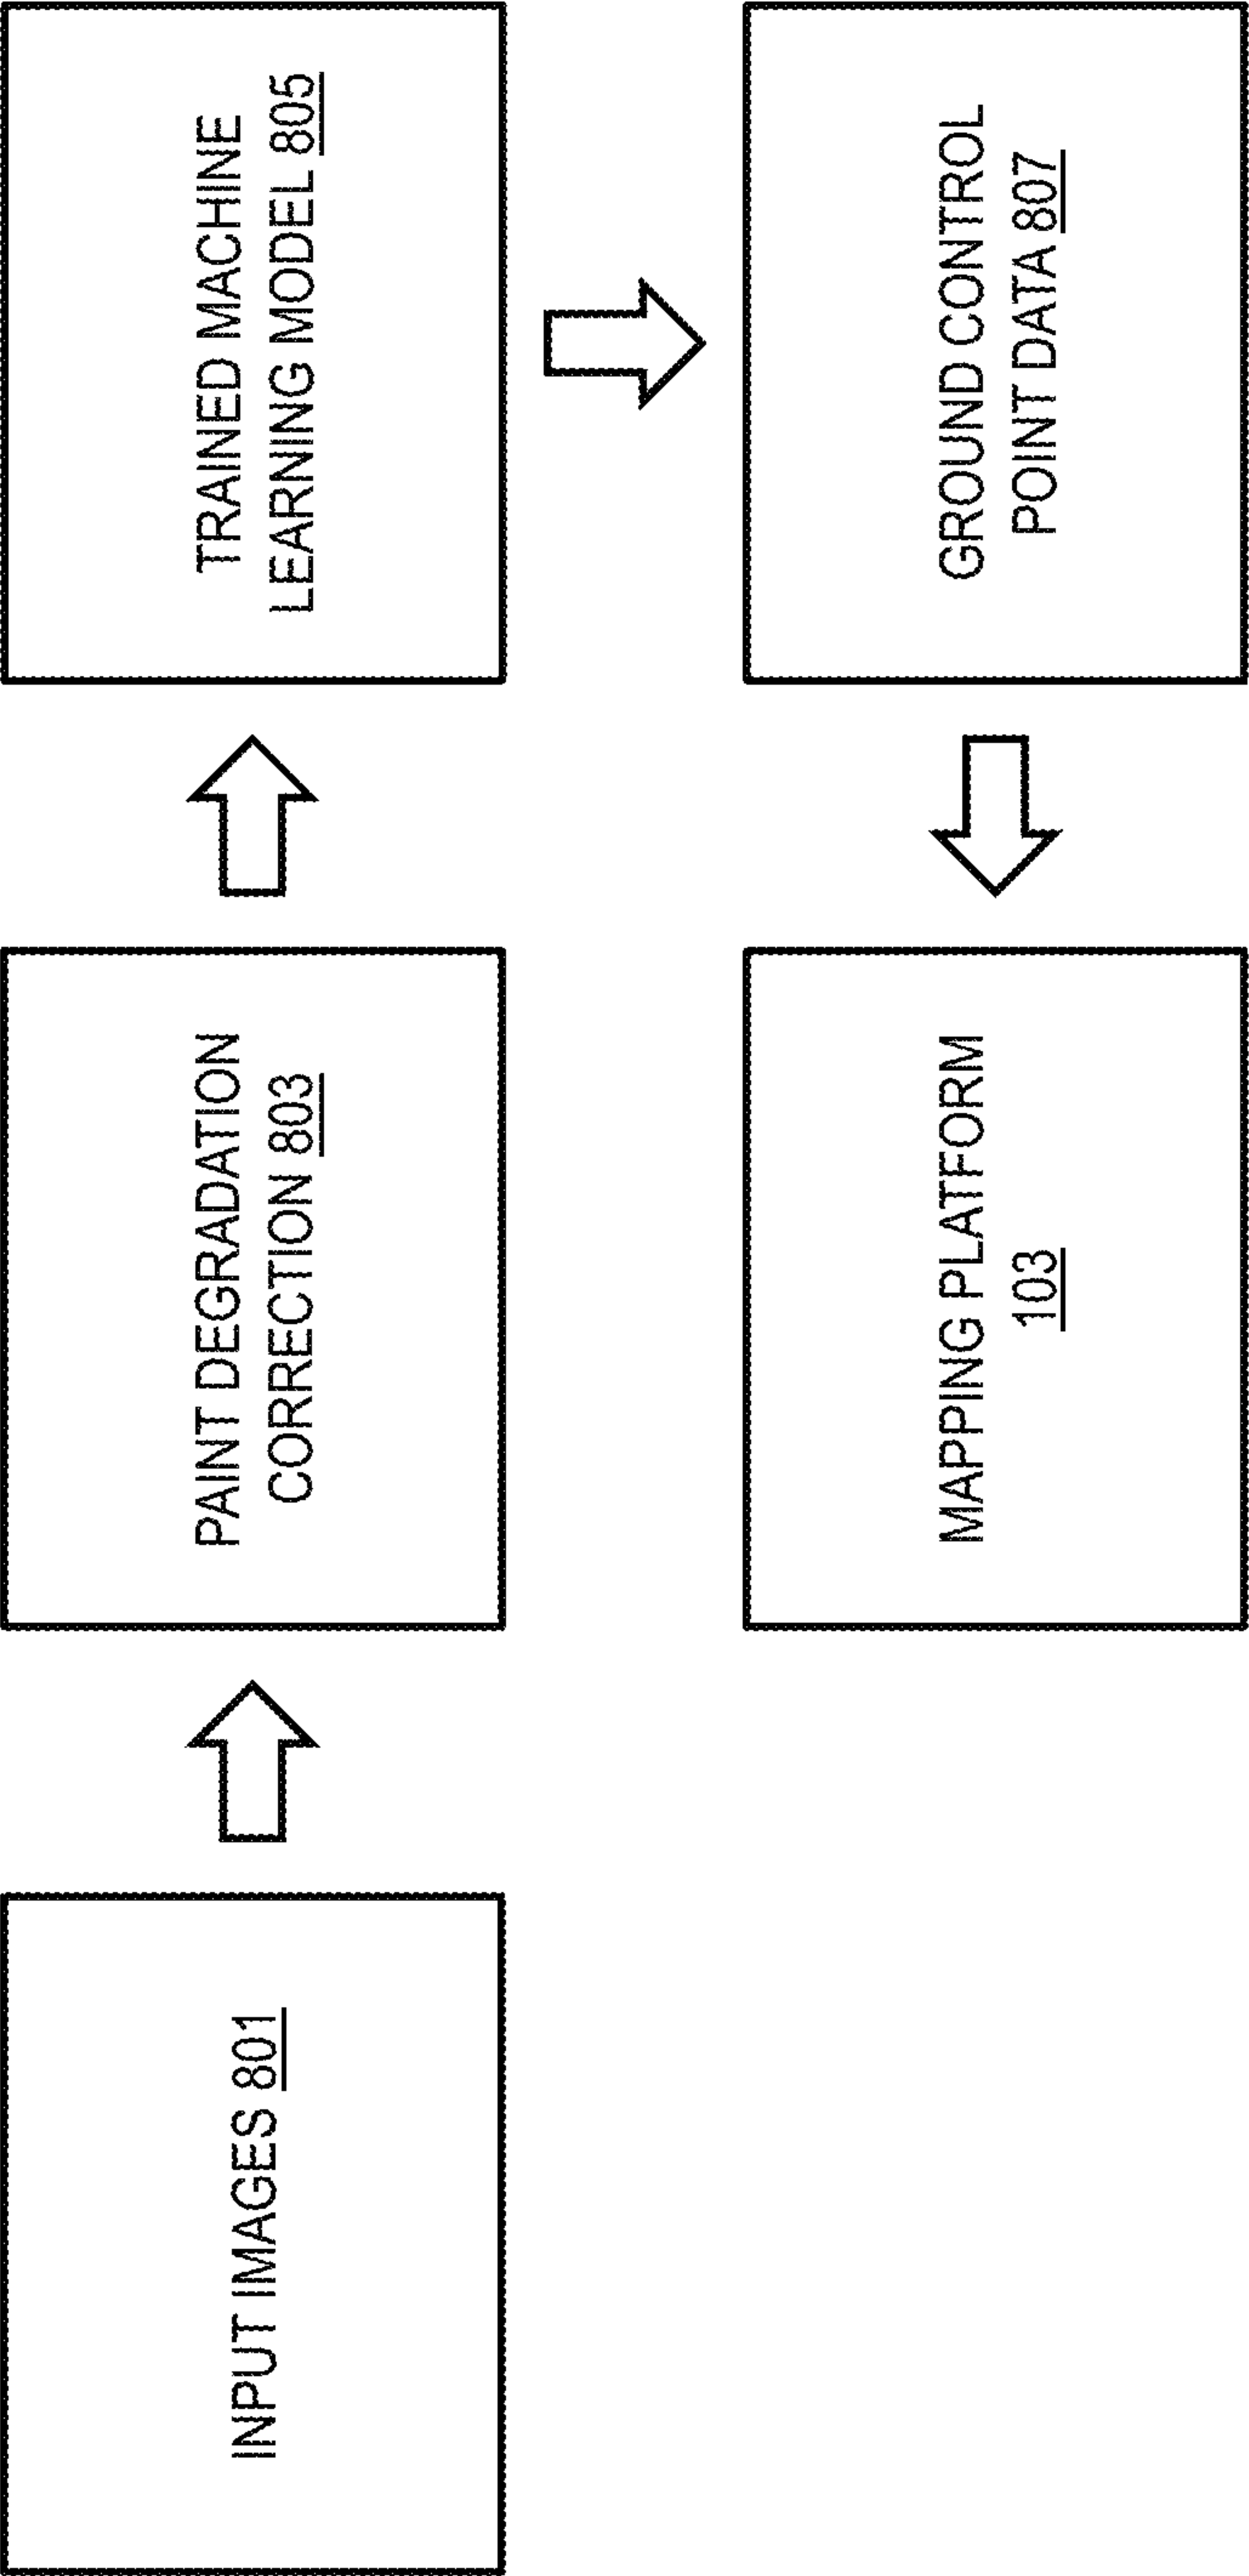 INPUT IMAGES 801
PAINT DEGRADATION
CORRECTION 803
TRAINED MACHINE
LEARNING MODEL 805
GROUND CONTROL
POINT DATA 807
MAPPING PLATFORM
103